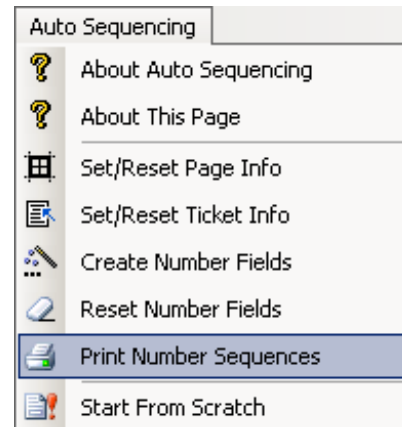 Auto Sequencing
About Auto Sequencing
About This Page
Set/Reset Page Info
Set/Reset Ticket Info
Create Number Fields
Reset Number Fields
Print Number Sequences
Start From Scratch